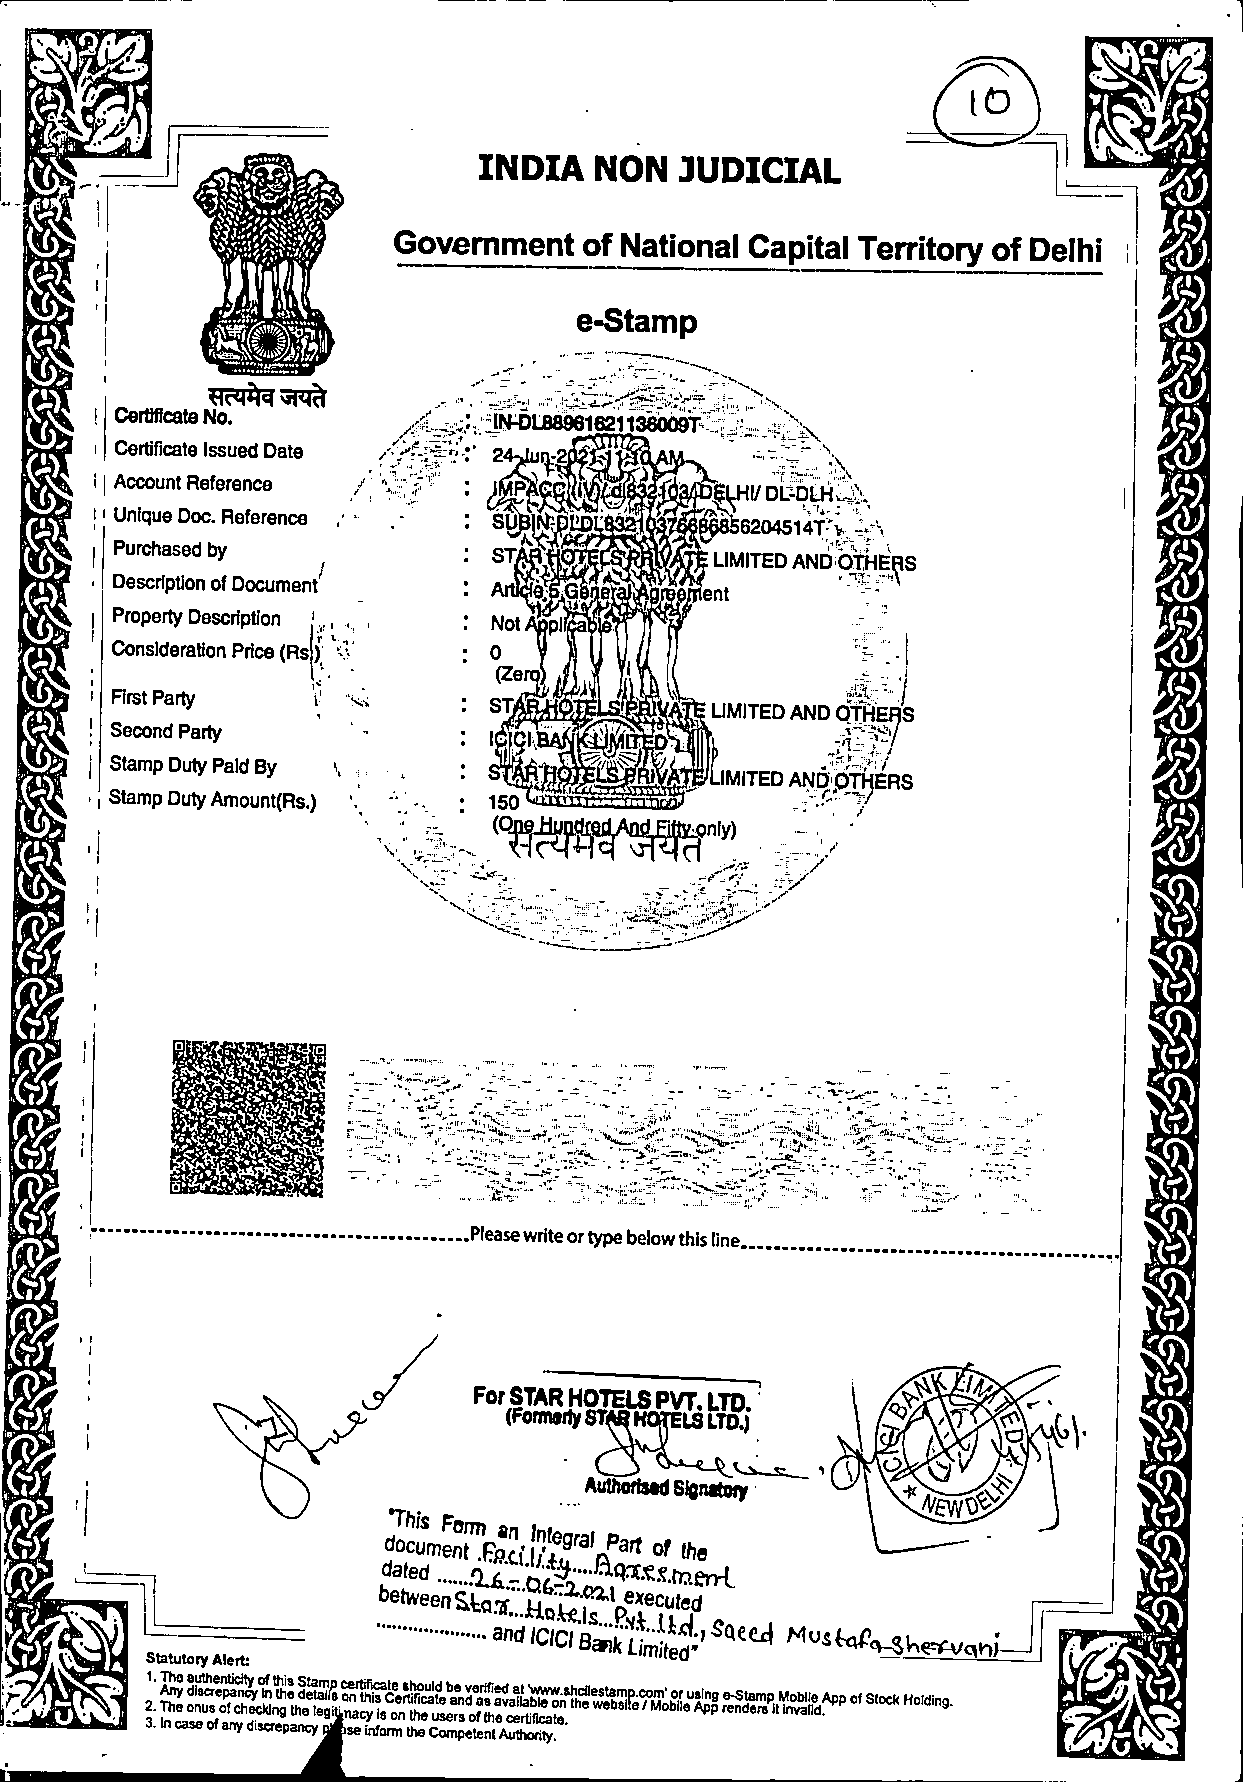 10
INDIA NON JUDICIAL
Government of National Capital Territory of Delhi
e-Stamp
सत्यमेव जयते
Certificate No. : IN-DL88961621136009T
Certificate Issued Date : 24-Jun-2021 11:10 AM
Account Reference : IMPACC (IV)/ dl832103/ DELHI/ DL-DLH
Unique Doc. Reference : SUBIN-DLDL83210376686856204514T
Purchased by : STAR HOTELS PRIVATE LIMITED AND OTHERS
Description of Document : Article 5 General Agreement
Property Description : Not Applicable
Consideration Price (Rs.) : 0
(Zero)
First Party : STAR HOTELS PRIVATE LIMITED AND OTHERS
Second Party : ICICI BANK LIMITED
Stamp Duty Paid By : STAR HOTELS PRIVATE LIMITED AND OTHERS
Stamp Duty Amount(Rs.) : 150
(One Hundred And Fifty only)
सत्यमेव जयते
Please write or type below this line
For STAR HOTELS PVT. LTD.
(Formerly STAR HOTELS LTD.)
Authorised Signatory
ICICI BANK LIMITED
★ NEW DELHI ★
"This Form an Integral Part of the
document Facility Agreement
dated 26-06-2021 executed
between Star Hotels Pvt. ltd., Saeed Mustafa Shervani
and ICICI Bank Limited"
Statutory Alert:
1. The authenticity of this Stamp certificate should be verified at 'www.shcilestamp.com' or using e-Stamp Mobile App of Stock Holding.
Any discrepancy in the details on this Certificate and as available on the website / Mobile App renders it invalid.
2. The onus of checking the legitimacy is on the users of the certificate.
3. In case of any discrepancy please inform the Competent Authority.